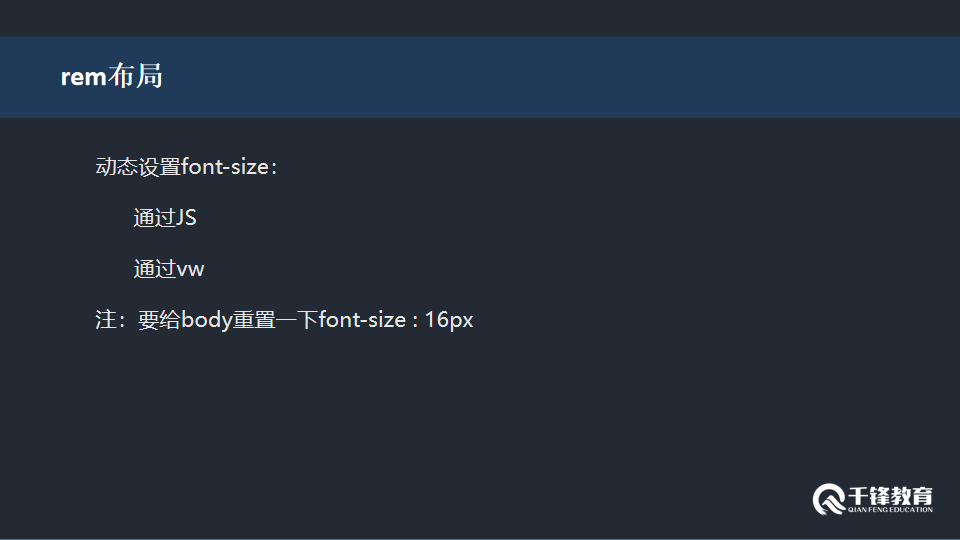 rem布局
动态设置font-size：
通过JS
通过vw
注：要给body重置一下font-size : 16px
千锋教育
QIAN FENG EDUCATION